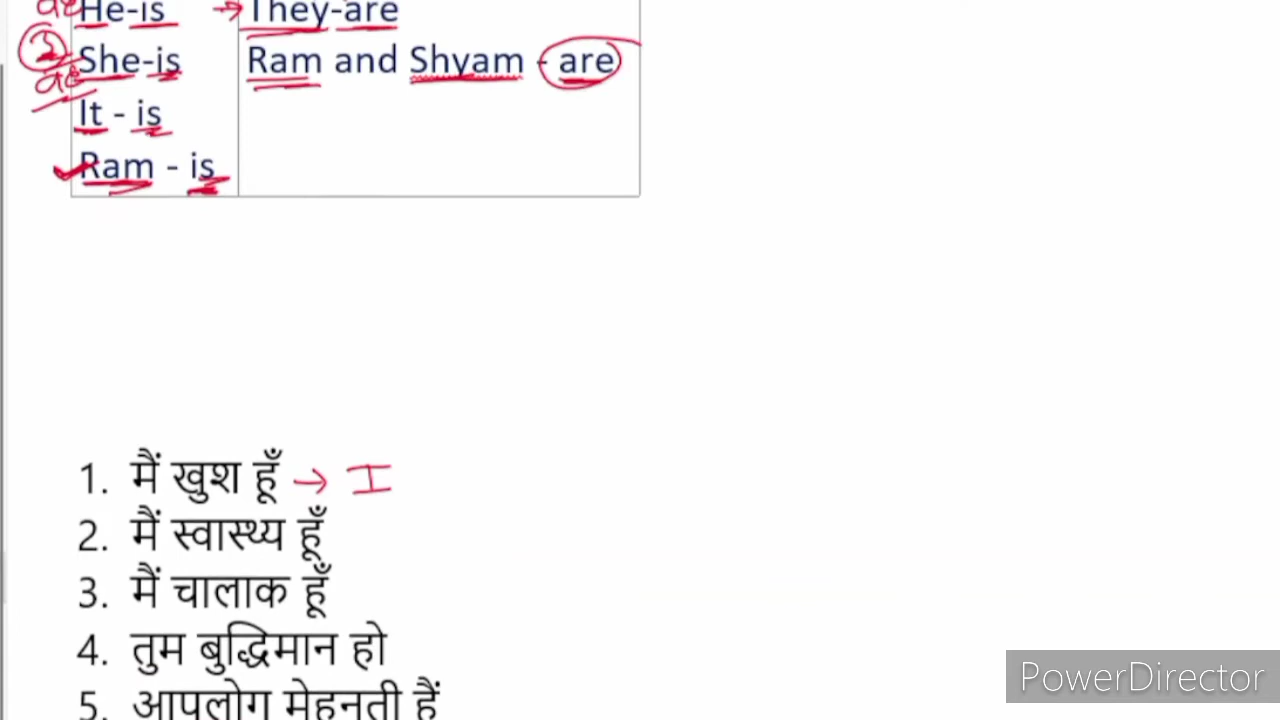 He-is They-are
3 She-is Ram and Shyam - are
It - is
Ram - is
1. मैं खुश हूँ → I
2. मैं स्वास्थ्य हूँ
3. मैं चालाक हूँ
4. तुम बुद्धिमान हो
5. आपलोग मेहनती हैं
PowerDirector